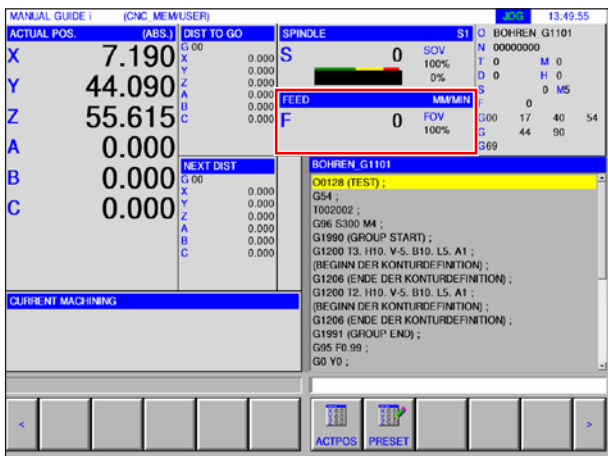 MANUAL GUIDE i (CNC_MEM/USER) JOG 13:49:55
ACTUAL POS. (ABS.)
X 7.190
Y 44.090
Z 55.615
A 0.000
B 0.000
C 0.000
DIST TO GO
G 00
X 0.000
Y 0.000
Z 0.000
A 0.000
B 0.000
C 0.000
NEXT DIST
G 00
X 0.000
Y 0.000
Z 0.000
A 0.000
B 0.000
C 0.000
SPINDLE S1
S 0 SOV
100%
0%
FEED MM/MIN
F 0 FOV
100%
O BOHREN G1101
N 00000000
T 0 M 0
D 0 H 0
S 0 M5
F 0
G00 17 40 54
G 44 90
G69
BOHREN_G1101
O0128 (TEST) ;
G54 ;
T002002 ;
G96 S300 M4 ;
G1990 (GROUP START) ;
G1200 T3. H10. V-5. B10. L5. A1 ;
(BEGINN DER KONTURDEFINITION) ;
G1206 (ENDE DER KONTURDEFINITION) ;
G1200 T2. H10. V-5. B10. L5. A1 ;
(BEGINN DER KONTURDEFINITION) ;
G1206 (ENDE DER KONTURDEFINITION) ;
G1991 (GROUP END) ;
G95 F0.99 ;
G0 Y0 ;
CURRENT MACHINING
< ACTPOS PRESET >